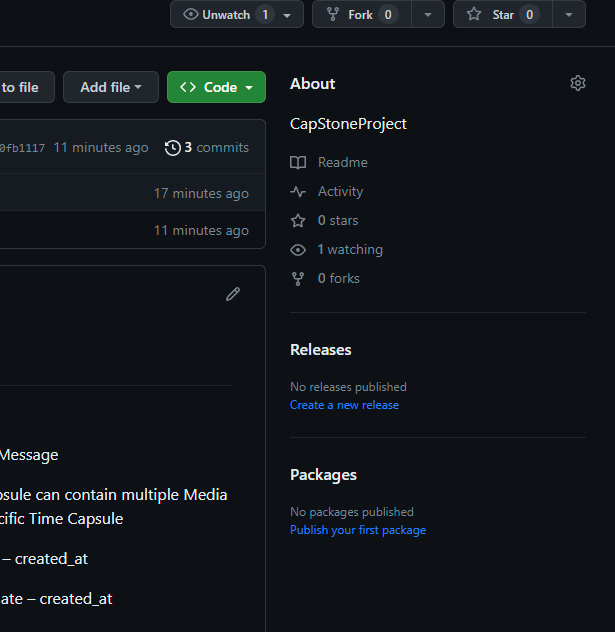 Unwatch 1
Fork 0
Star 0
to file
Add file
Code
About
CapStoneProject
0fb1117 11 minutes ago 3 commits
17 minutes ago
11 minutes ago
Readme
Activity
0 stars
1 watching
0 forks
Releases
No releases published
Create a new release
Message
psule can contain multiple Media
cific Time Capsule
– created_at
ate – created_at
Packages
No packages published
Publish your first package